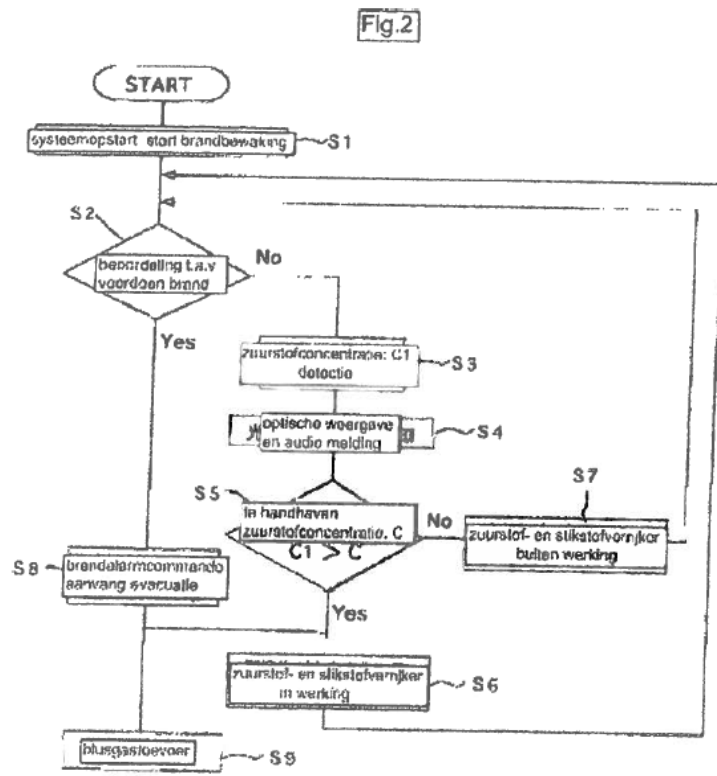 Fig.2
START
systeemopstart start brandbewaking
S1
S2
beoordeling t.a.v
voordoen brand
No
Yes
zuurstofconcentratie: C1
detectie
S3
optische weergave
en audio melding
S4
S5
te handhaven
zuurstofconcentratie. C
C1 > C
No
Yes
S7
zuurstof- en stikstofverrijker
buiten werking
S8
brandalarmcommando
aanvang evacuatie
zuurstof- en stikstofverrijker
in werking
S6
blusgastoevoer
S9